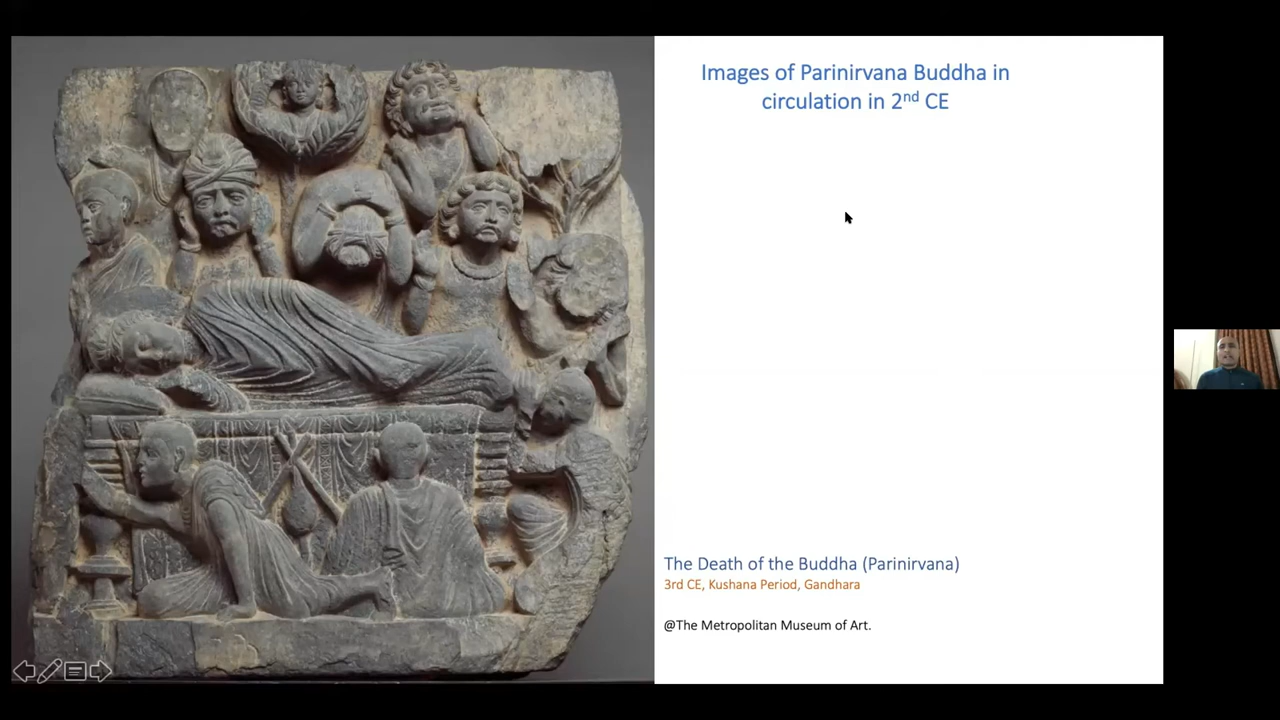 Images of Parinirvana Buddha in
circulation in 2nd CE
The Death of the Buddha (Parinirvana)
3rd CE, Kushana Period, Gandhara
@The Metropolitan Museum of Art.